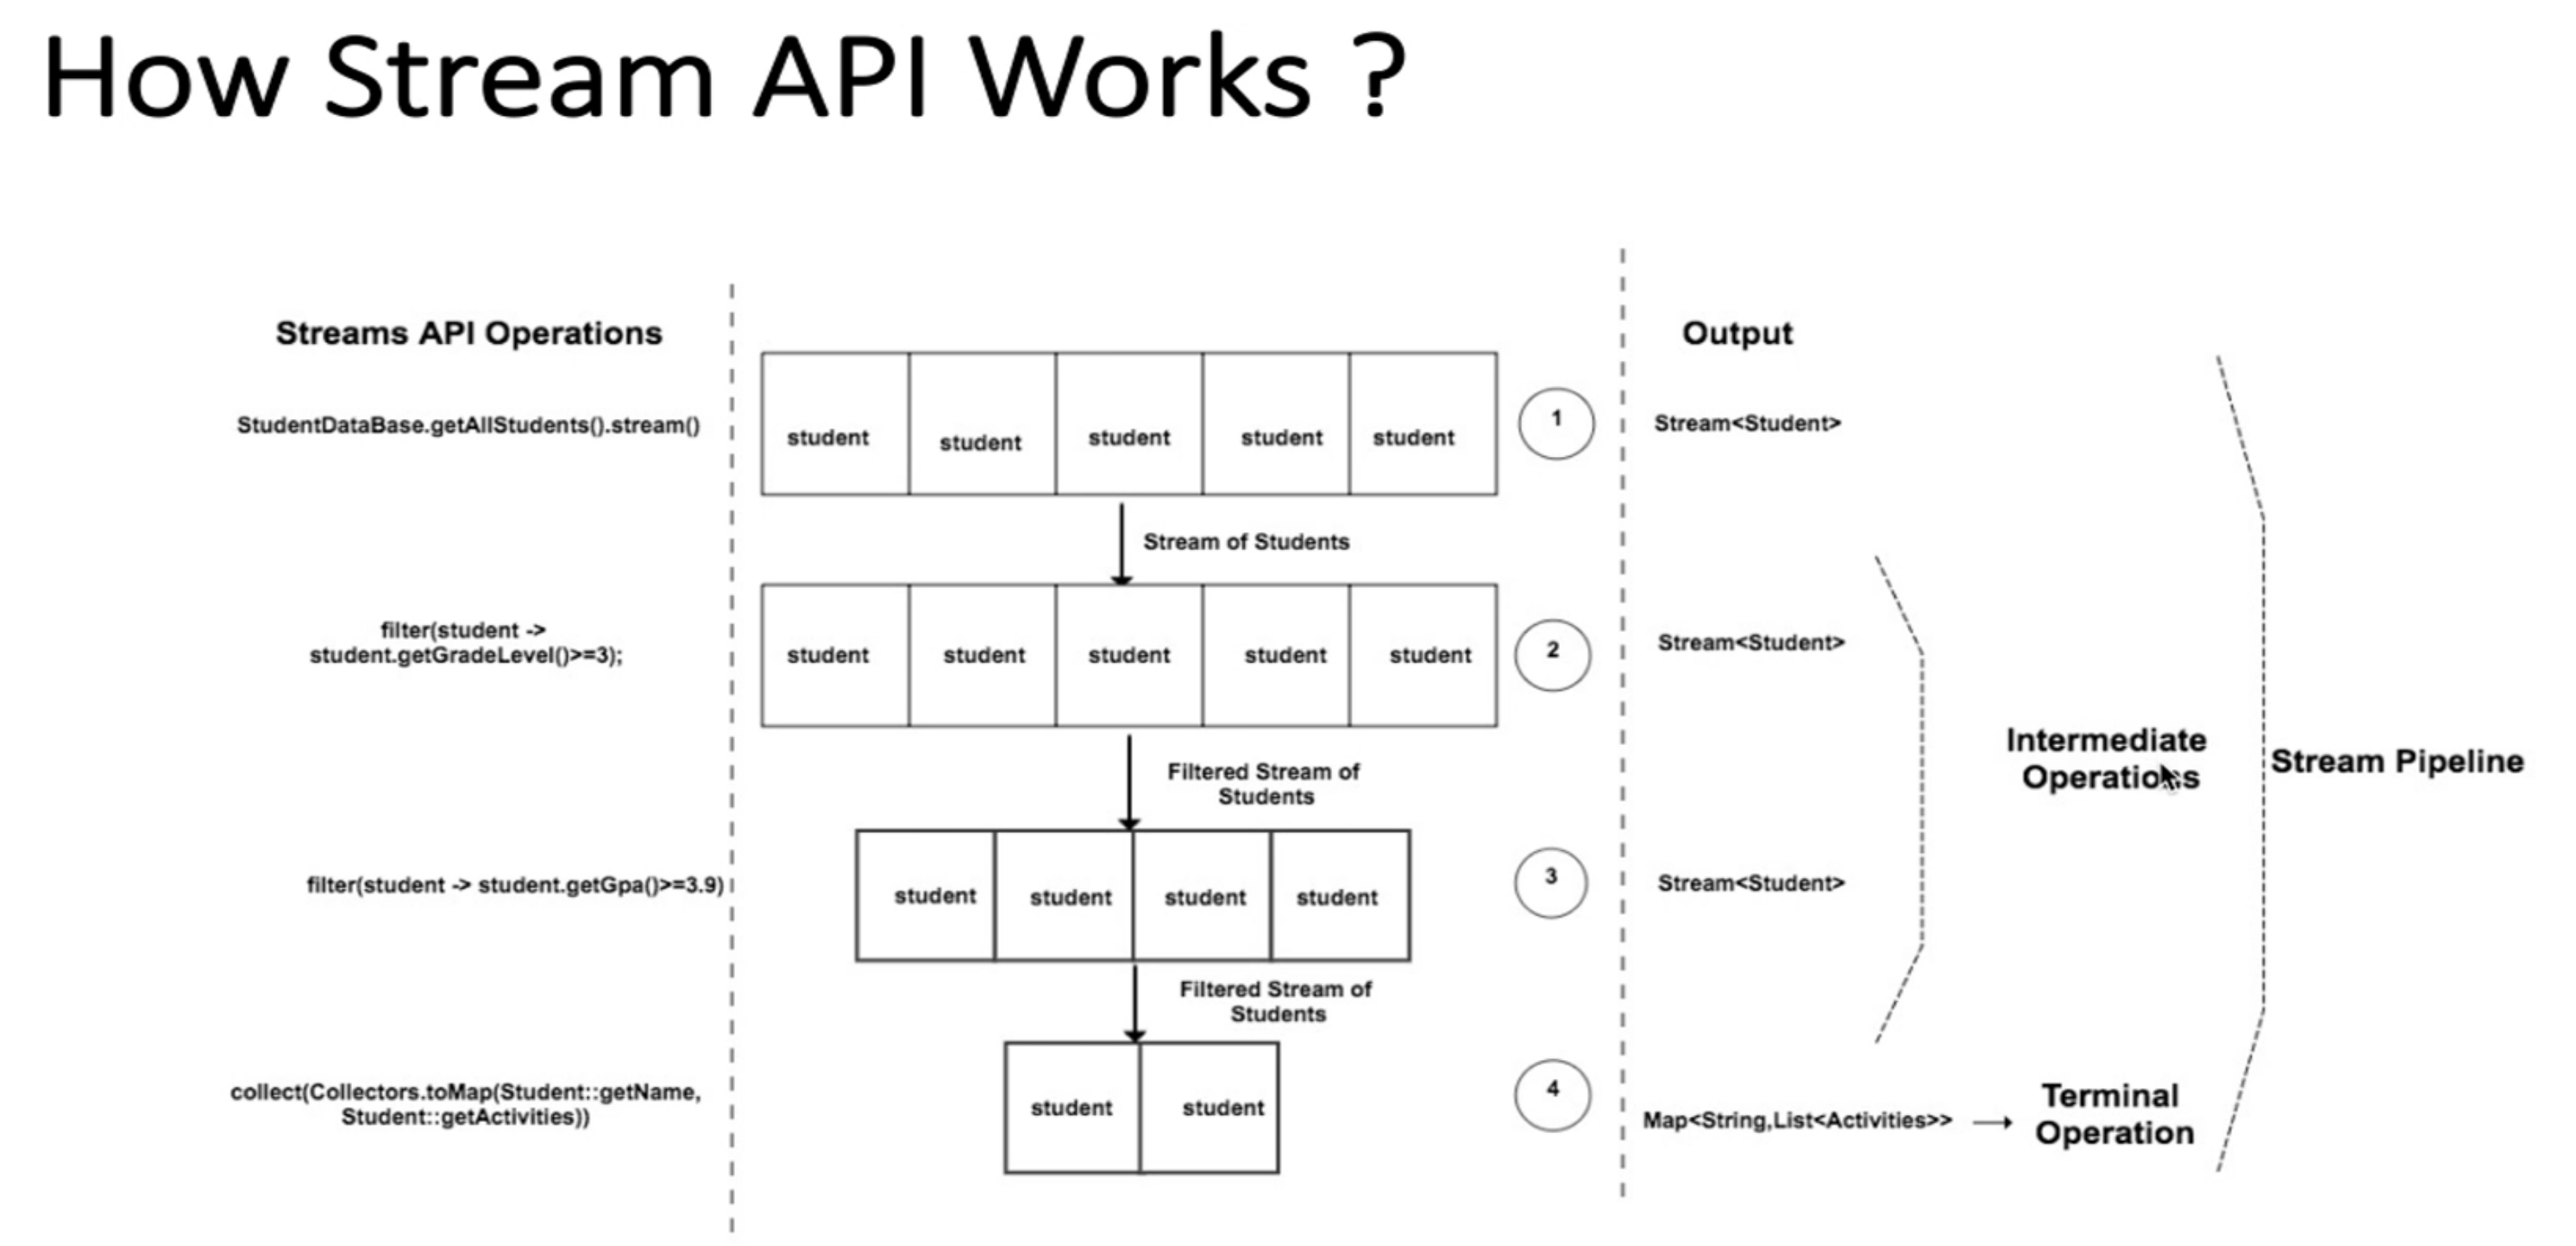 How Stream API Works ?
Streams API Operations
Output
StudentDataBase.getAllStudents().stream()
student
student
student
student
student
1
Stream<Student>
Stream of Students
filter(student ->
student.getGradeLevel()>=3);
student
student
student
student
student
2
Stream<Student>
Filtered Stream of
Students
Intermediate
Operations
Stream Pipeline
filter(student -> student.getGpa()>=3.9)
student
student
student
student
3
Stream<Student>
Filtered Stream of
Students
collect(Collectors.toMap(Student::getName,
Student::getActivities))
student
student
4
Map<String,List<Activities>>
Terminal
Operation